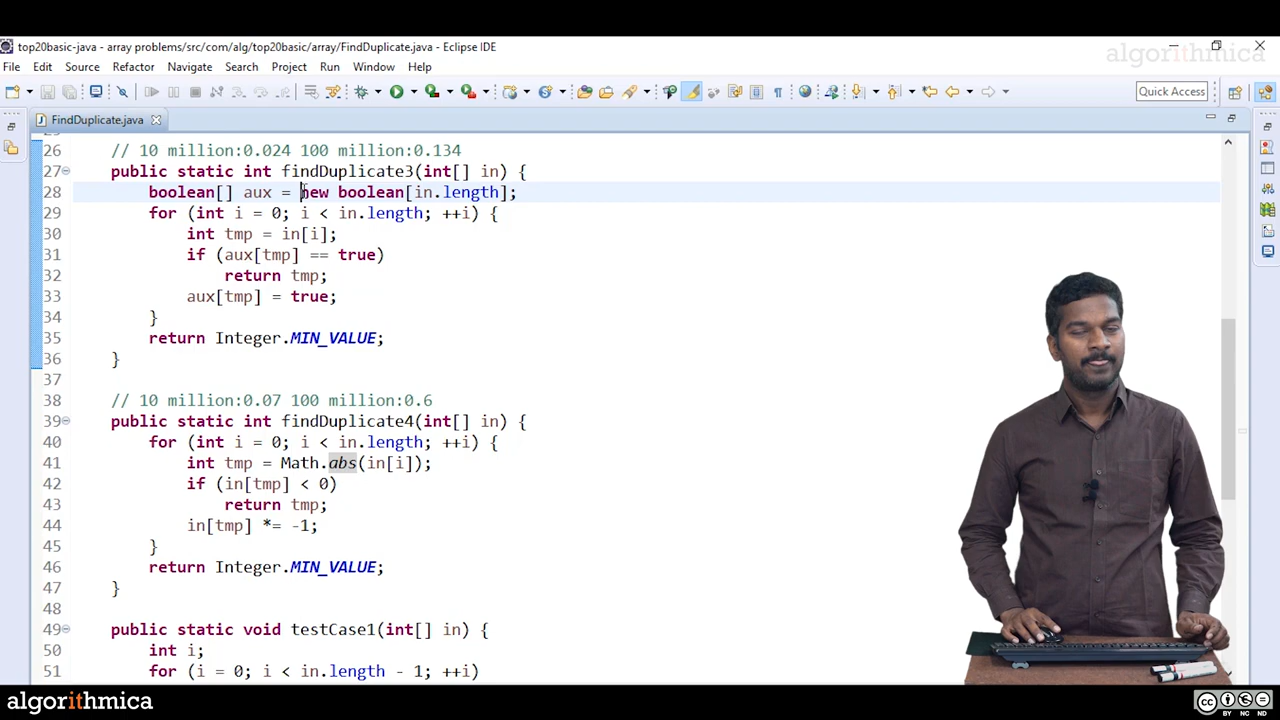 top20basic-java - array problems/src/com/alg/top20basic/array/FindDuplicate.java - Eclipse IDE
algorithmica
File Edit Source Refactor Navigate Search Project Run Window Help
Quick Access
FindDuplicate.java
26 // 10 million:0.024 100 million:0.134
27 public static int findDuplicate3(int[] in) {
28 boolean[] aux = new boolean[in.length];
29 for (int i = 0; i < in.length; ++i) {
30 int tmp = in[i];
31 if (aux[tmp] == true)
32 return tmp;
33 aux[tmp] = true;
34 }
35 return Integer.MIN_VALUE;
36 }
37
38 // 10 million:0.07 100 million:0.6
39 public static int findDuplicate4(int[] in) {
40 for (int i = 0; i < in.length; ++i) {
41 int tmp = Math.abs(in[i]);
42 if (in[tmp] < 0)
43 return tmp;
44 in[tmp] *= -1;
45 }
46 return Integer.MIN_VALUE;
47 }
48
49 public static void testCase1(int[] in) {
50 int i;
51 for (i = 0; i < in.length - 1; ++i)
algorithmica
cc BY NC ND